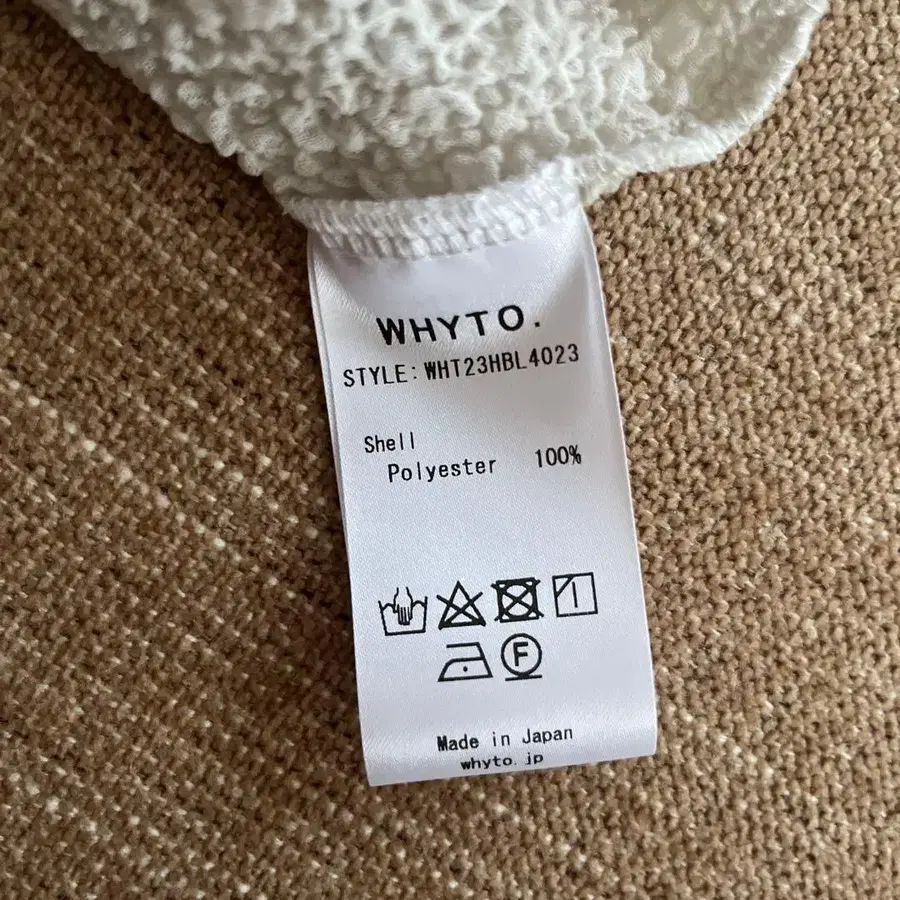 WHYTO.
STYLE:WHT23HBL4023
Shell
Polyester 100%
F
Made in Japan
whyto.jp